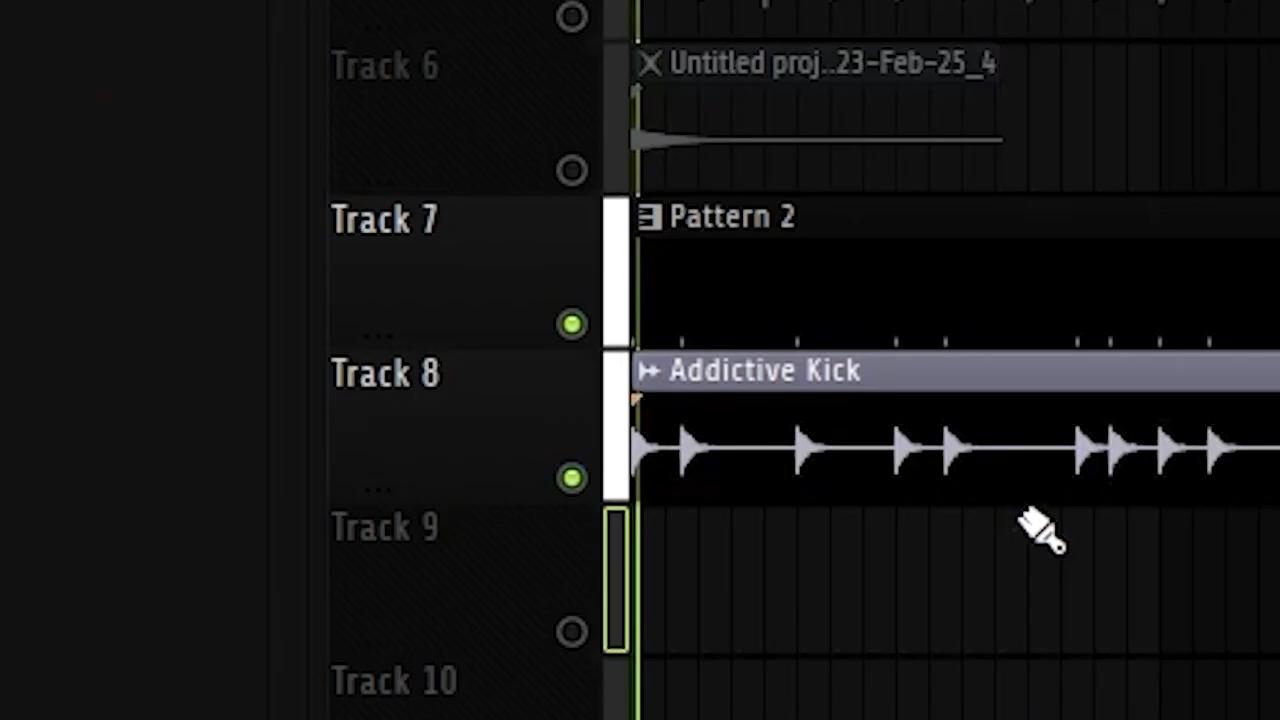 Track 6
Untitled proj..23-Feb-25_4
Track 7
Pattern 2
Track 8
Addictive Kick
Track 9
Track 10